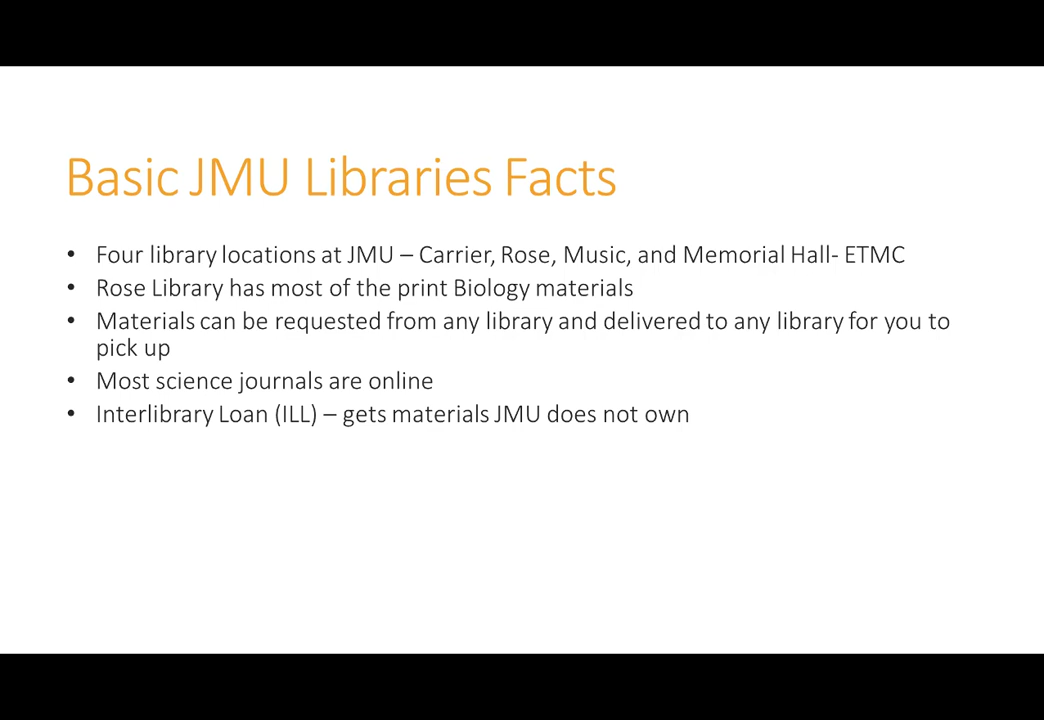 Basic JMU Libraries Facts
• Four library locations at JMU – Carrier, Rose, Music, and Memorial Hall- ETMC
• Rose Library has most of the print Biology materials
• Materials can be requested from any library and delivered to any library for you to
pick up
• Most science journals are online
• Interlibrary Loan (ILL) – gets materials JMU does not own